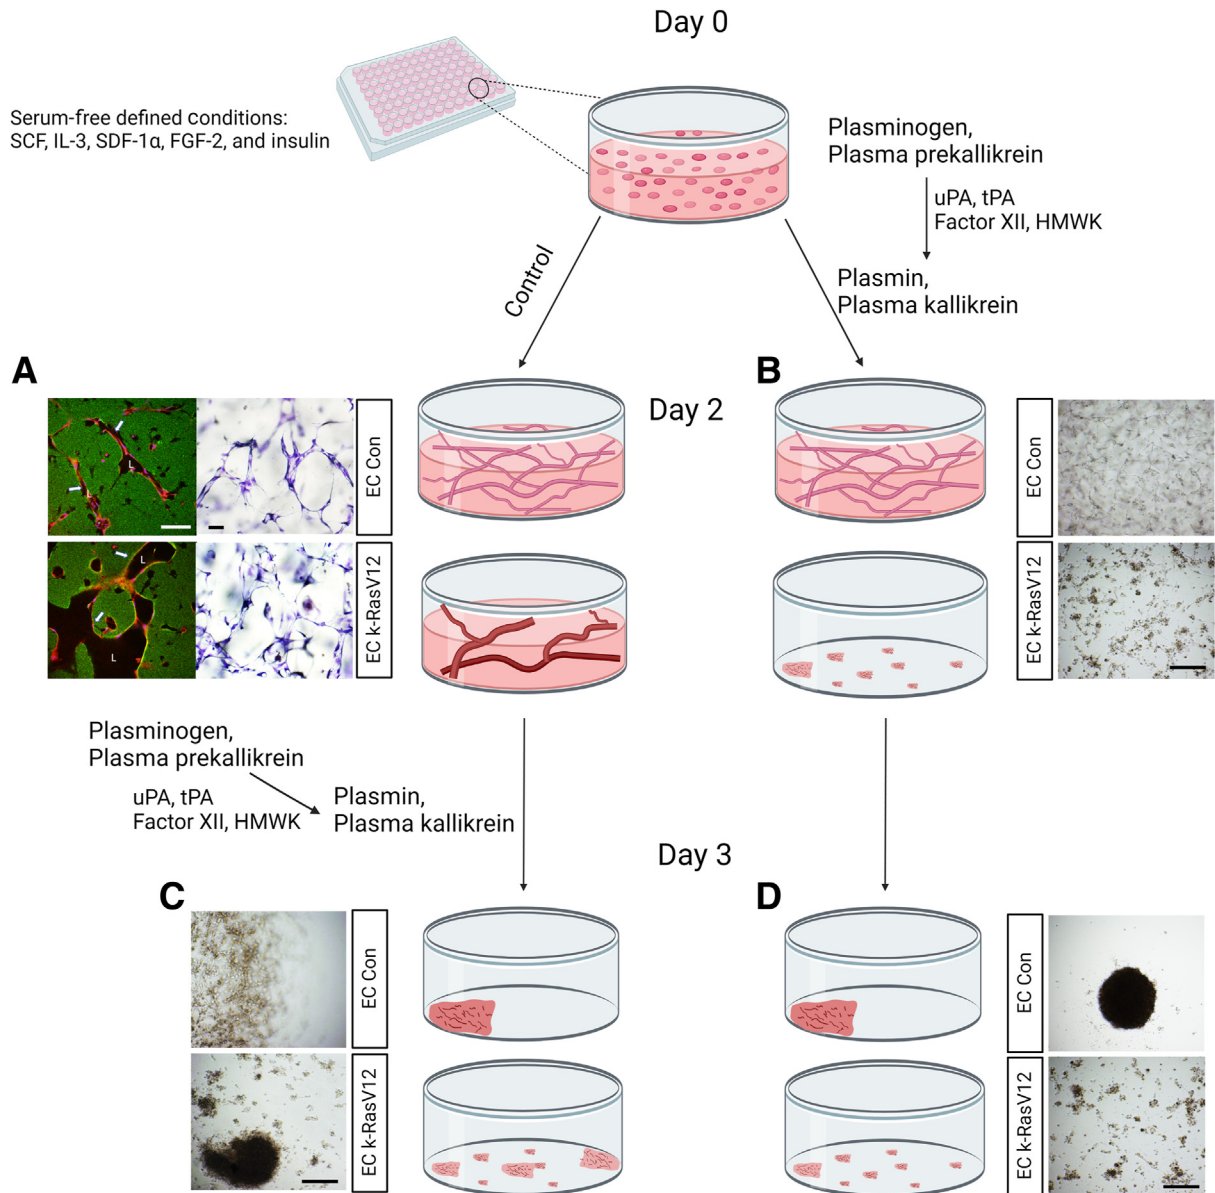 Day 0
Serum-free defined conditions:
SCF, IL-3, SDF-1α, FGF-2, and insulin
Plasminogen,
Plasma prekallikrein
uPA, tPA
Factor XII, HMWK
Control
Plasmin,
Plasma kallikrein
A
B
Day 2
EC Con
L
EC Con
EC k-RasV12
L
L
EC k-RasV12
Plasminogen,
Plasma prekallikrein
uPA, tPA
Factor XII, HMWK
Plasmin,
Plasma kallikrein
Day 3
C
D
EC Con
EC Con
EC k-RasV12
EC k-RasV12